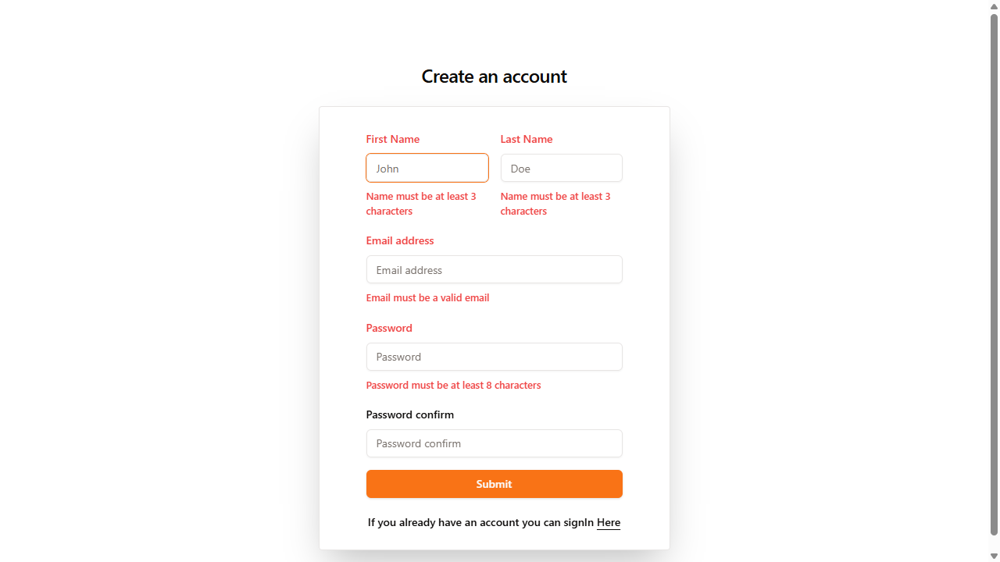 Create an account
First Name
Last Name
John
Doe
Name must be at least 3
characters
Name must be at least 3
characters
Email address
Email address
Email must be a valid email
Password
Password
Password must be at least 8 characters
Password confirm
Password confirm
Submit
If you already have an account you can signIn Here